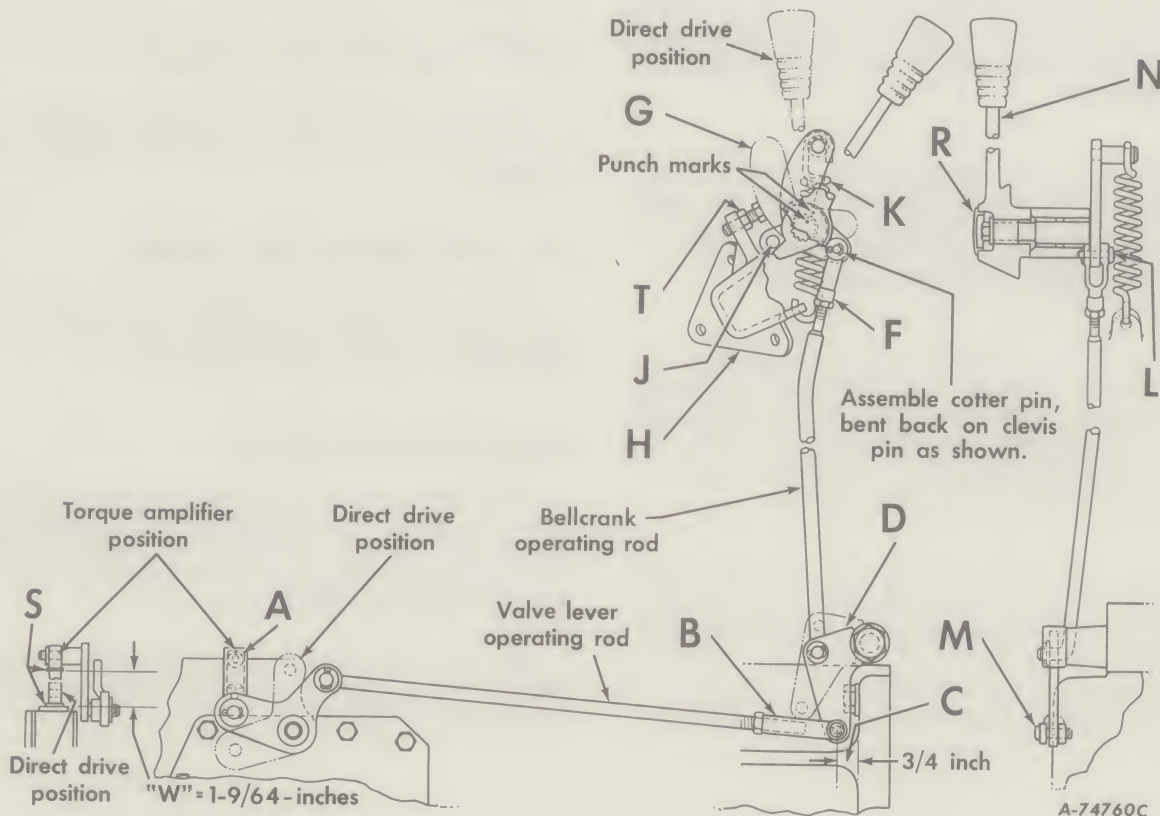 Direct drive
position
G
Punch marks
N
R
K
T
F
J
L
H
Assemble cotter pin,
bent back on clevis
pin as shown.
Torque amplifier
position
Direct drive
position
Bellcrank
operating rod
D
S
A
Valve lever
operating rod
B
M
C
Direct drive
position
"W" = 1-9/64-inches
3/4 inch
A-74760C